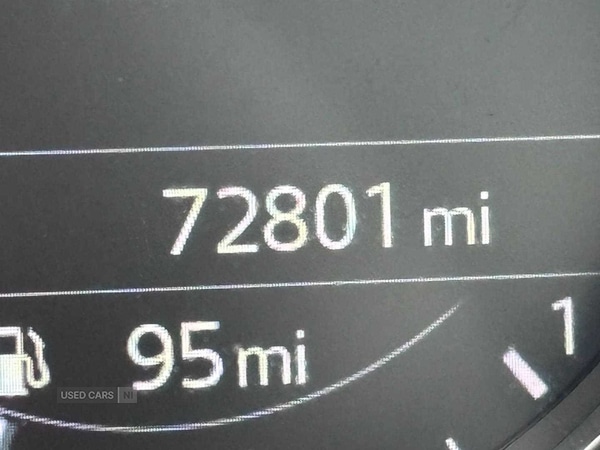 72801 mi
95 mi
1
USED CARS NI